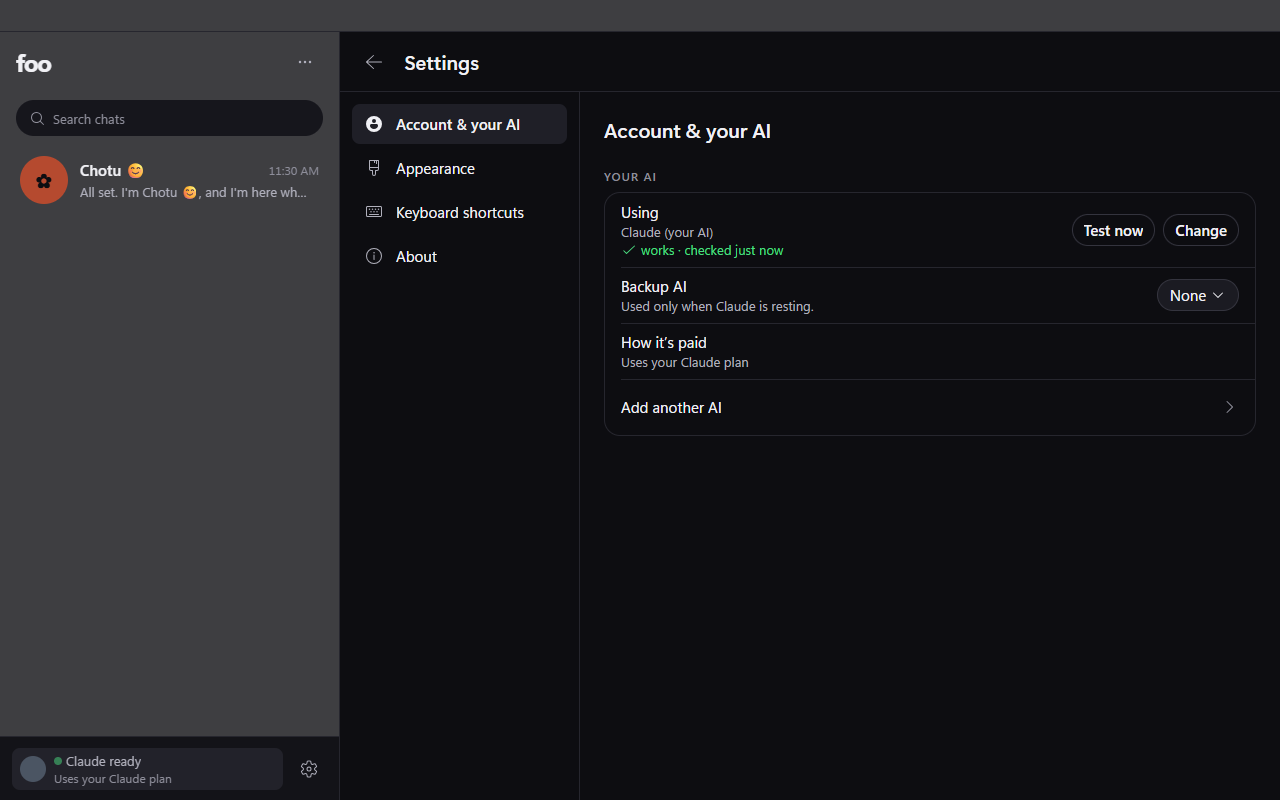 foo
...
Search chats
Chotu 😊 11:30 AM
All set. I'm Chotu 😊, and I'm here wh...
Claude ready
Uses your Claude plan
Settings
Account & your AI
Appearance
Keyboard shortcuts
About
Account & your AI
YOUR AI
Using
Claude (your AI)
✓ works · checked just now
Test now
Change
Backup AI
Used only when Claude is resting.
None
How it’s paid
Uses your Claude plan
Add another AI